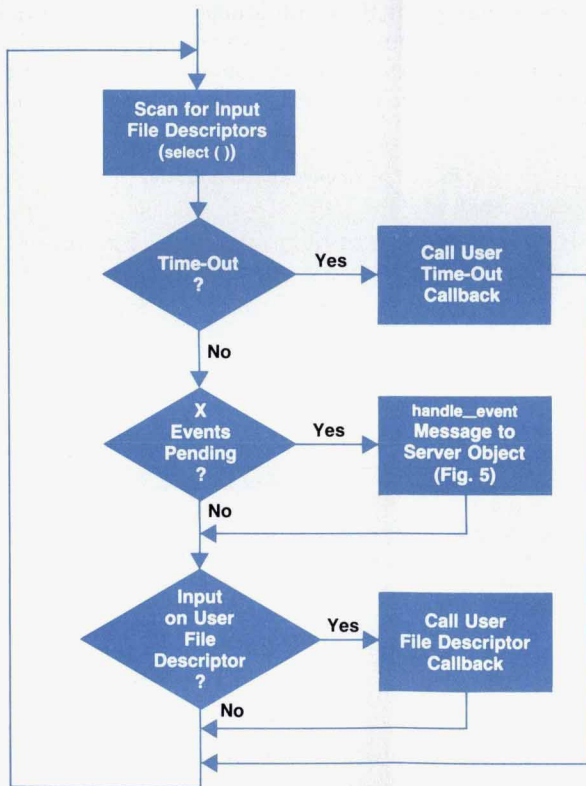 Scan for Input
File Descriptors
(select ( ))
Time-Out
?
Yes
Call User
Time-Out
Callback
No
X
Events
Pending
?
Yes
handle_event
Message to
Server Object
(Fig. 5)
No
Input
on User
File
Descriptor
?
Yes
Call User
File Descriptor
Callback
No